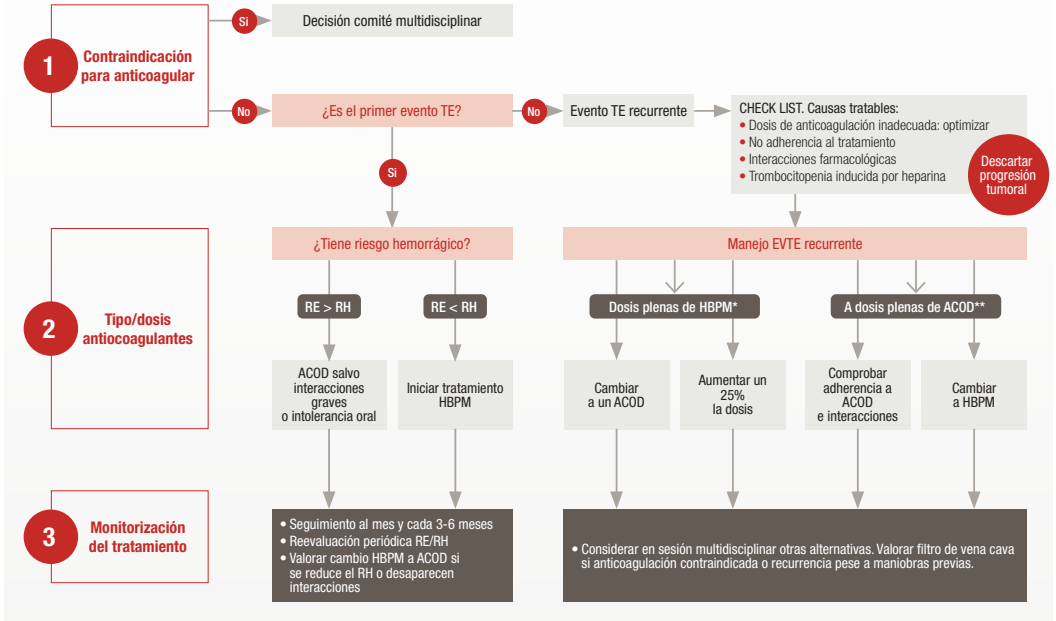 1
Contraindicación
para anticoagular
Si
Decisión comité multidisciplinar
No
¿Es el primer evento TE?
No
Evento TE recurrente
CHECK LIST. Causas tratables:
• Dosis de anticoagulación inadecuada: optimizar
• No adherencia al tratamiento
• Interacciones farmacológicas
• Trombocitopenia inducida por heparina
Descartar
progresión
tumoral
Si
2
Tipo/dosis
antiocoagulantes
¿Tiene riesgo hemorrágico?
Manejo EVTE recurrente
RE > RH
RE < RH
Dosis plenas de HBPM*
A dosis plenas de ACOD**
ACOD salvo
interacciones
graves
o intolerancia oral
Iniciar tratamiento
HBPM
Cambiar
a un ACOD
Aumentar un
25%
la dosis
Comprobar
adherencia a
ACOD
e interacciones
Cambiar
a HBPM
3
Monitorización
del tratamiento
• Seguimiento al mes y cada 3-6 meses
• Reevaluación periódica RE/RH
• Valorar cambio HBPM a ACOD si
se reduce el RH o desaparecen
interacciones
• Considerar en sesión multidisciplinar otras alternativas. Valorar filtro de vena cava
si anticoagulación contraindicada o recurrencia pese a maniobras previas.